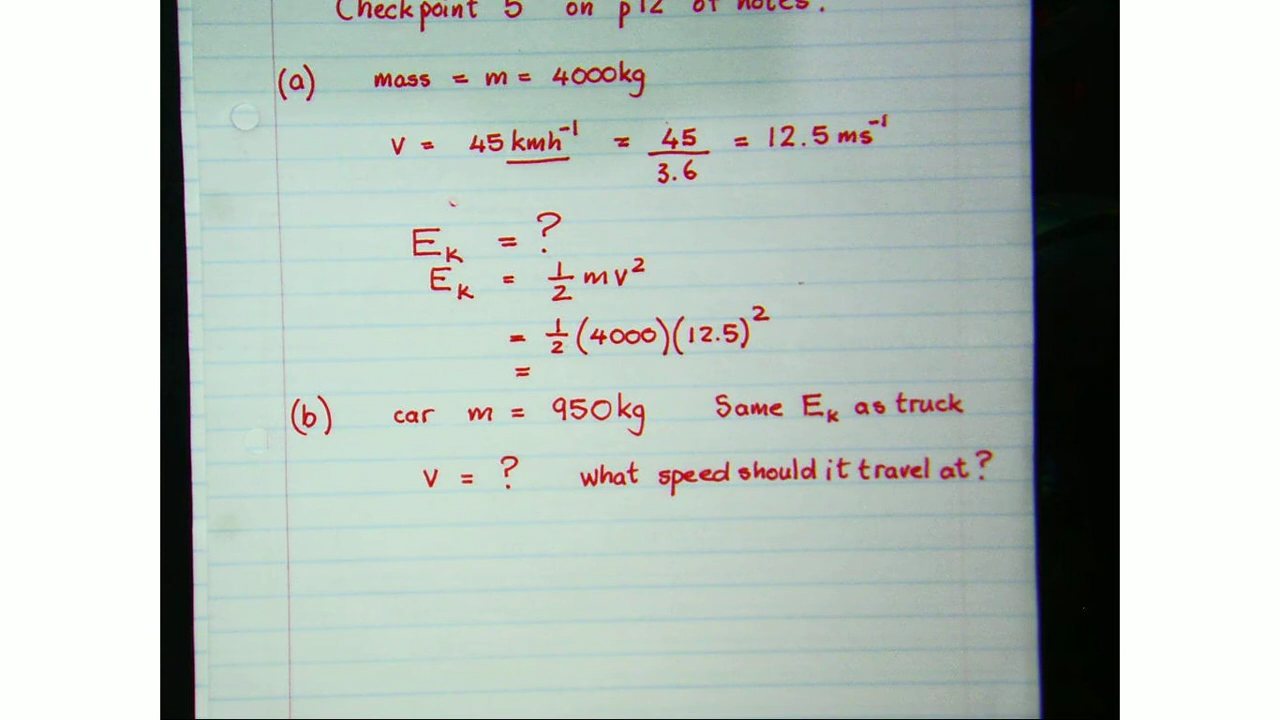 Checkpoint 5 on p12 of notes.
(a) mass = m = 4000kg
v = 45 kmh⁻¹ = 45/3.6 = 12.5 ms⁻¹
Eₖ = ?
Eₖ = ½ mv²
= ½ (4000)(12.5)²
=
(b) car m = 950kg Same Eₖ as truck
v = ? what speed should it travel at?